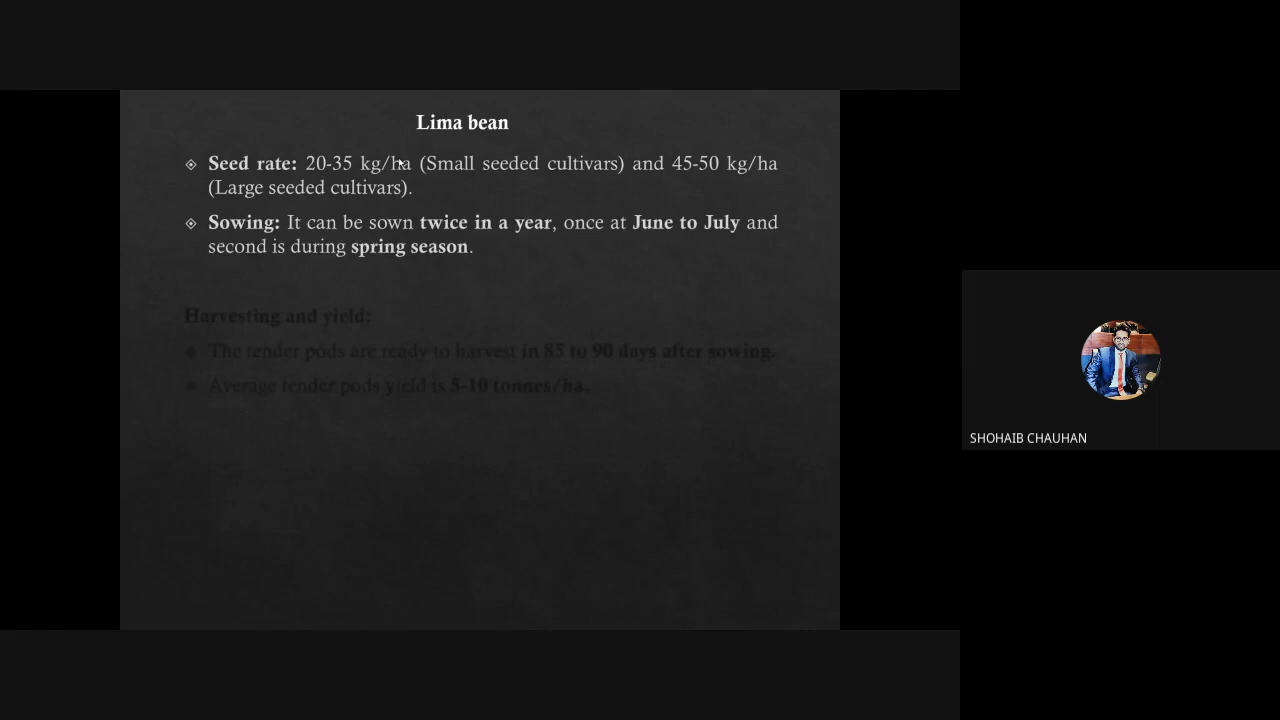 Lima bean
Seed rate: 20-35 kg/ha (Small seeded cultivars) and 45-50 kg/ha
(Large seeded cultivars).
Sowing: It can be sown twice in a year, once at June to July and
second is during spring season.
Harvesting and yield:
The tender pods are ready to harvest in 85 to 90 days after sowing.
Average tender pods yield is 5-10 tonnes/ha.
SHOHAIB CHAUHAN